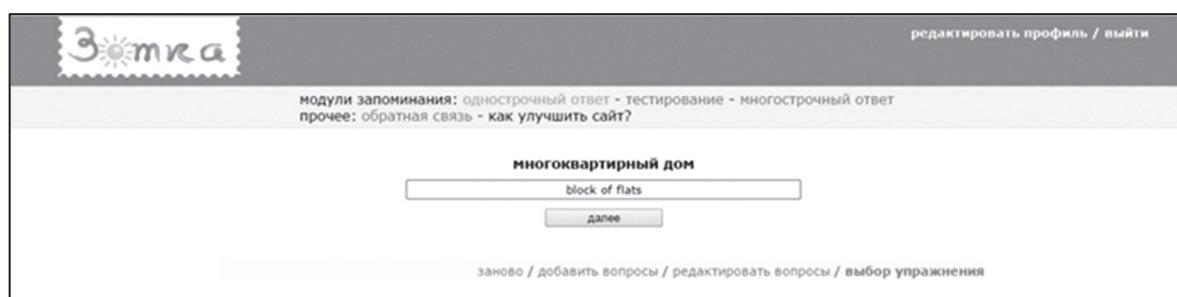 Зотка
редактировать профиль / выйти
модули запоминания: однострочный ответ - тестирование - многострочный ответ
прочее: обратная связь - как улучшить сайт?
многоквартирный дом
block of flats
далее
заново / добавить вопросы / редактировать вопросы / выбор упражнения